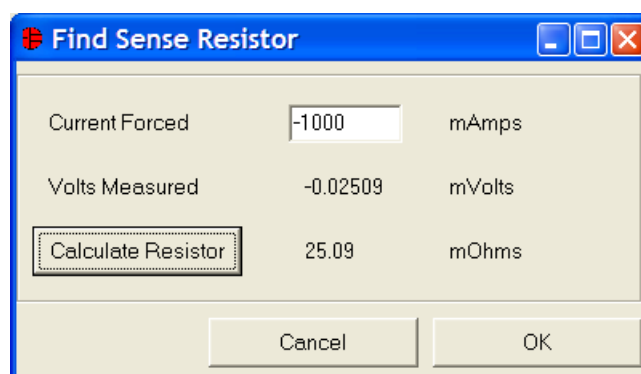 Find Sense Resistor
Current Forced -1000 mAmps
Volts Measured -0.02509 mVolts
Calculate Resistor 25.09 mOhms
Cancel OK